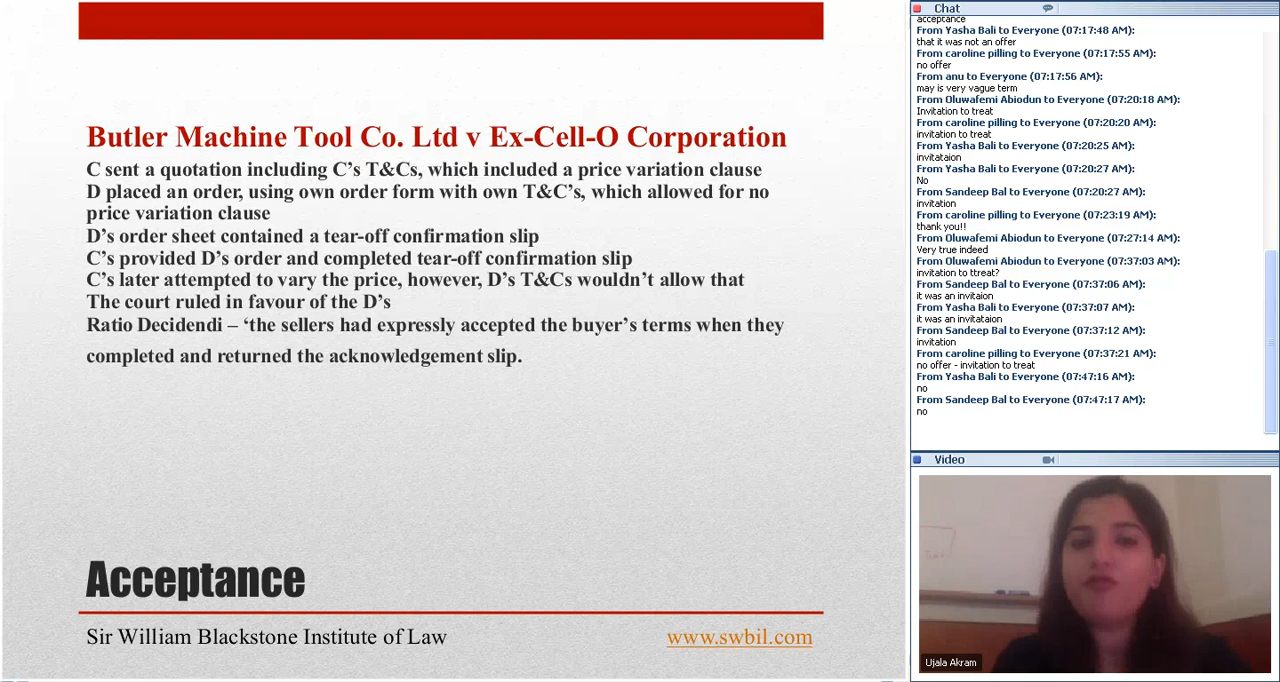 Butler Machine Tool Co. Ltd v Ex-Cell-O Corporation
C sent a quotation including C’s T&Cs, which included a price variation clause
D placed an order, using own order form with own T&C’s, which allowed for no
price variation clause
D’s order sheet contained a tear-off confirmation slip
C’s provided D’s order and completed tear-off confirmation slip
C’s later attempted to vary the price, however, D’s T&Cs wouldn’t allow that
The court ruled in favour of the D’s
Ratio Decidendi – ‘the sellers had expressly accepted the buyer’s terms when they
completed and returned the acknowledgement slip.
Acceptance
Sir William Blackstone Institute of Law
www.swbil.com
Chat
acceptance
From Yasha Bali to Everyone (07:17:48 AM):
that it was not an offer
From caroline pilling to Everyone (07:17:55 AM):
no offer
From anu to Everyone (07:17:56 AM):
may is very vague term
From Oluwafemi Abiodun to Everyone (07:20:18 AM):
Invitation to treat
From caroline pilling to Everyone (07:20:20 AM):
invitation to treat
From Yasha Bali to Everyone (07:20:25 AM):
invitataion
From Yasha Bali to Everyone (07:20:27 AM):
No
From Sandeep Bal to Everyone (07:20:27 AM):
invitation
From caroline pilling to Everyone (07:23:19 AM):
thank you!!
From Oluwafemi Abiodun to Everyone (07:27:14 AM):
Very true indeed
From Oluwafemi Abiodun to Everyone (07:37:03 AM):
invitation to ttreat?
From Sandeep Bal to Everyone (07:37:06 AM):
it was an invitaion
From Yasha Bali to Everyone (07:37:07 AM):
it was an invitataion
From Sandeep Bal to Everyone (07:37:12 AM):
invitation
From caroline pilling to Everyone (07:37:21 AM):
no offer - invitation to treat
From Yasha Bali to Everyone (07:47:16 AM):
no
From Sandeep Bal to Everyone (07:47:17 AM):
no
Video
Ujala Akram